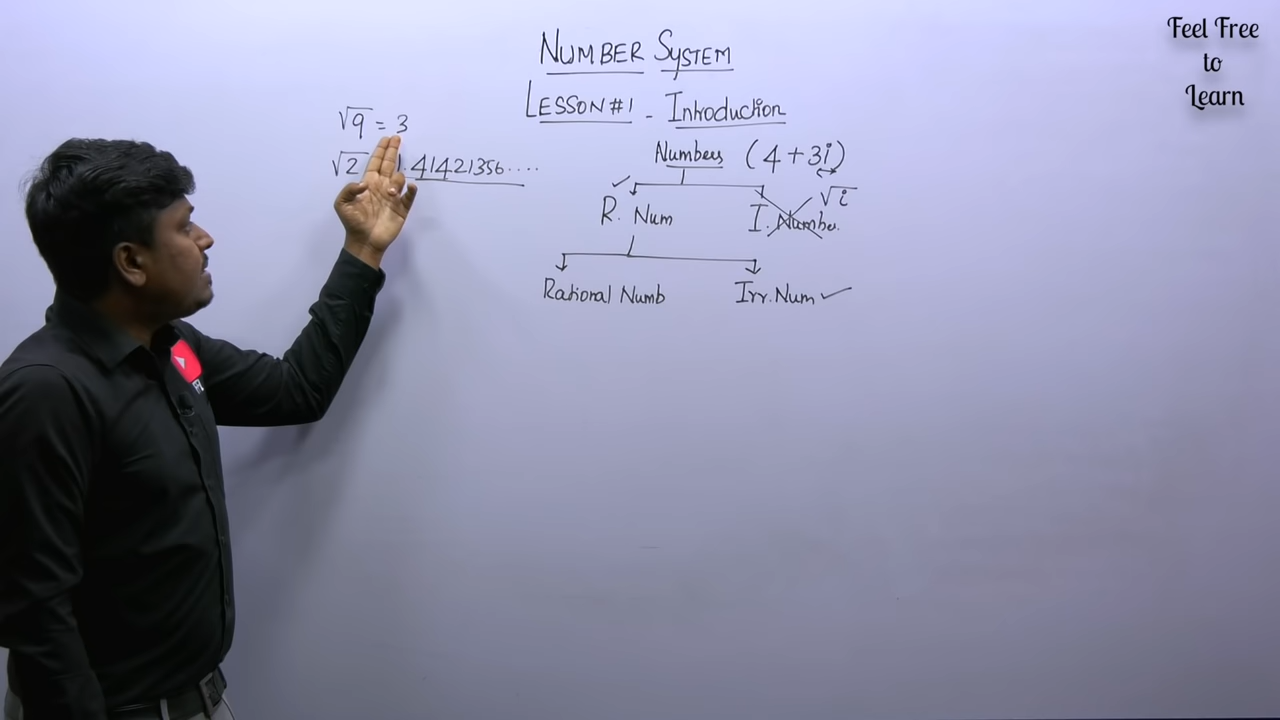 Feel Free
to
Learn
NUMBER SYSTEM
LESON #1 - Introduction
√9 = 3
√2 1.41421356....
Numbers (4+3i)
√i
R. Num I. Number.
Rational Numb Irr. Num ✓